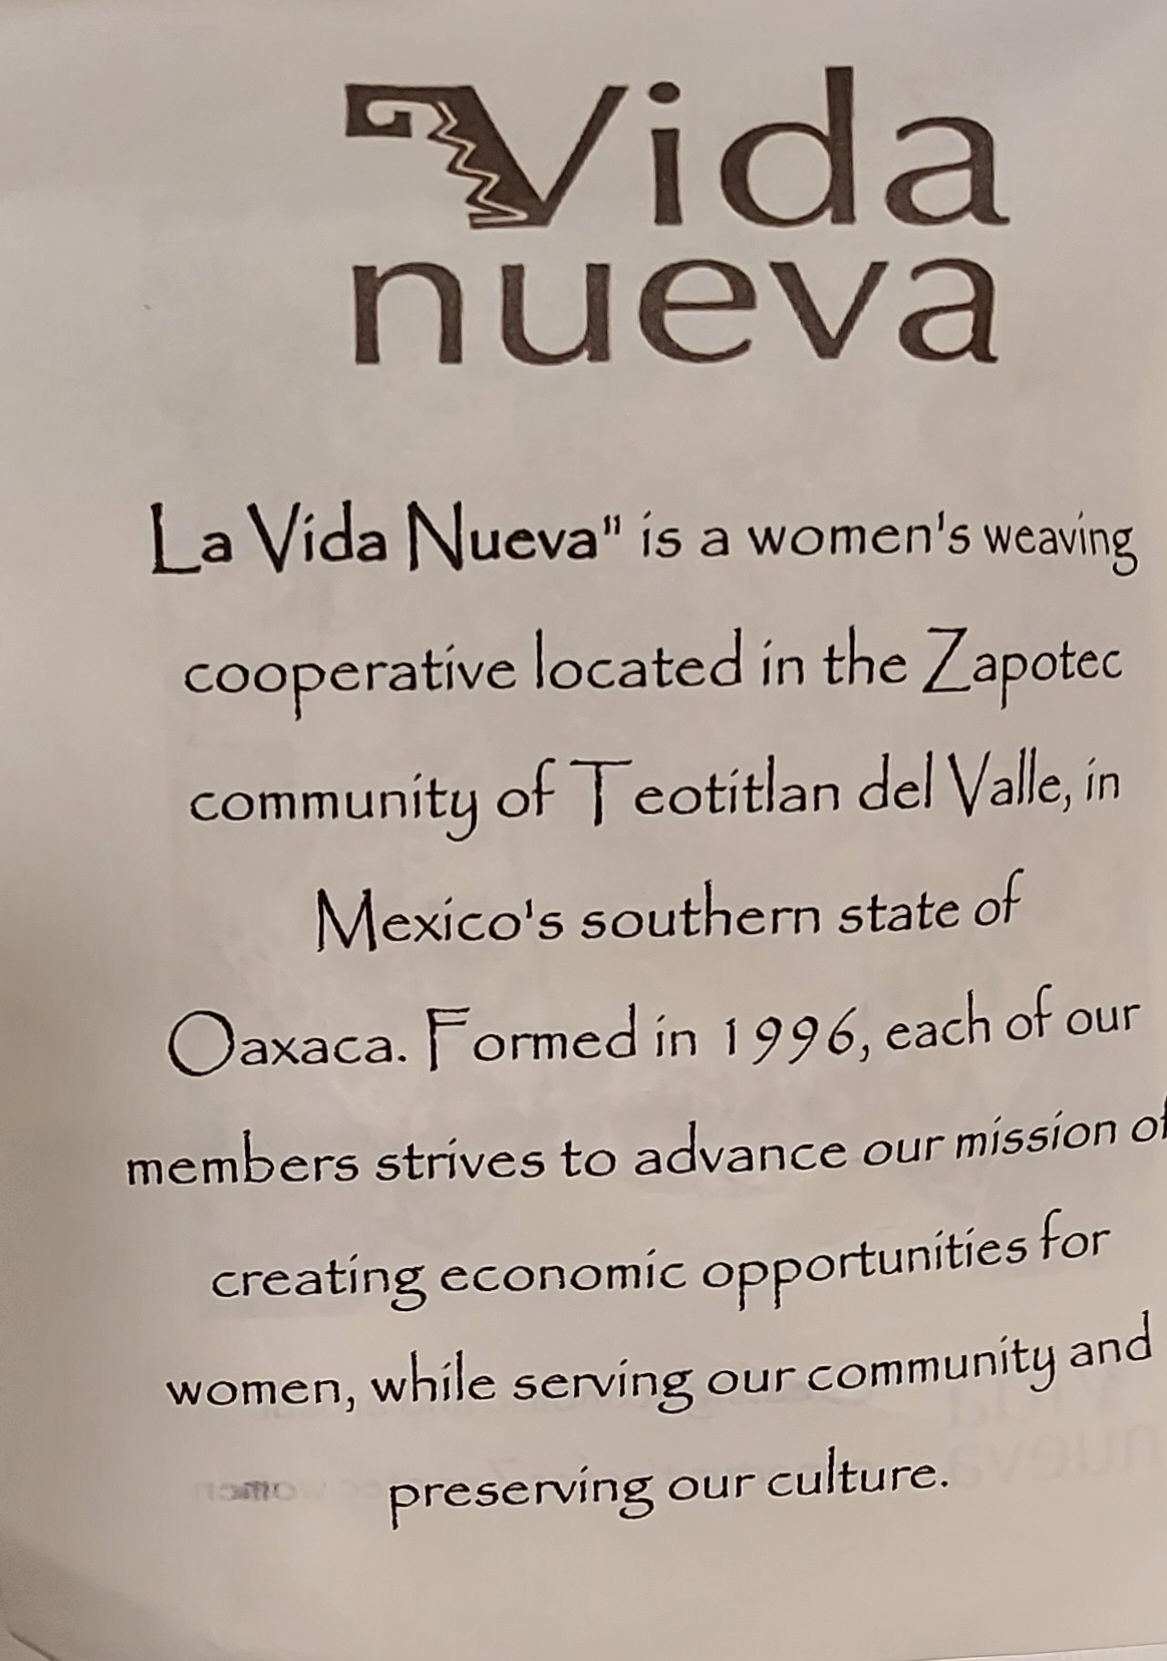 Vida
nueva
La Vida Nueva" is a women's weaving
cooperative located in the Zapotec
community of Teotitlan del Valle, in
Mexico's southern state of
Oaxaca. Formed in 1996, each of our
members strives to advance our mission of
creating economic opportunities for
women, while serving our community and
preserving our culture.